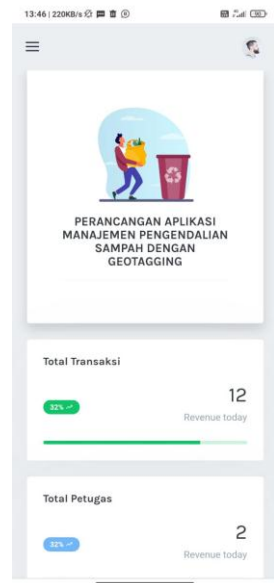 13:46 | 220KB/s
PERANCANGAN APLIKASI
MANAJEMEN PENGENDALIAN
SAMPAH DENGAN
GEOTAGGING
Total Transaksi
12
32%
Revenue today
Total Petugas
2
32%
Revenue today